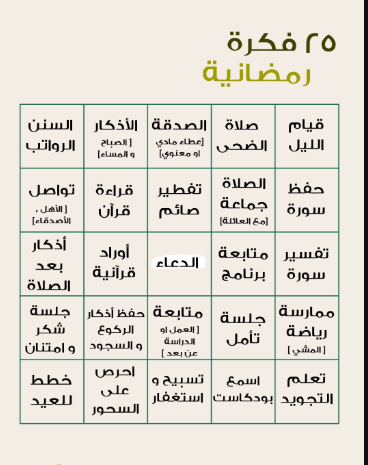 ٢٥ فكرة
رمضانية
قيام
الليل
صلاة
الضحى
الصدقة
[عطاء مادي
او معنوي]
الأذكار
[ الصباح
و المساء]
السنن
الرواتب
حفظ
سورة
الصلاة
جماعة
[مع العائلة]
تفطير
صائم
قراءة
قرآن
تواصل
[ الأهل ،
الأصدقاء]
تفسير
سورة
متابعة
برنامج
الدعاء
أوراد
قرآنية
أذكار
بعد
الصلاة
ممارسة
رياضة
[ المشي ]
جلسة
تأمل
متابعة
[ العمل او
الدراسة
عن بعد ]
حفظ أذكار
الركوع
و السجود
جلسة
شكر
و امتنان
تعلم
التجويد
اسمع
بودكاست
تسبيح و
استغفار
احرص
على
السحور
خطط
للعيد